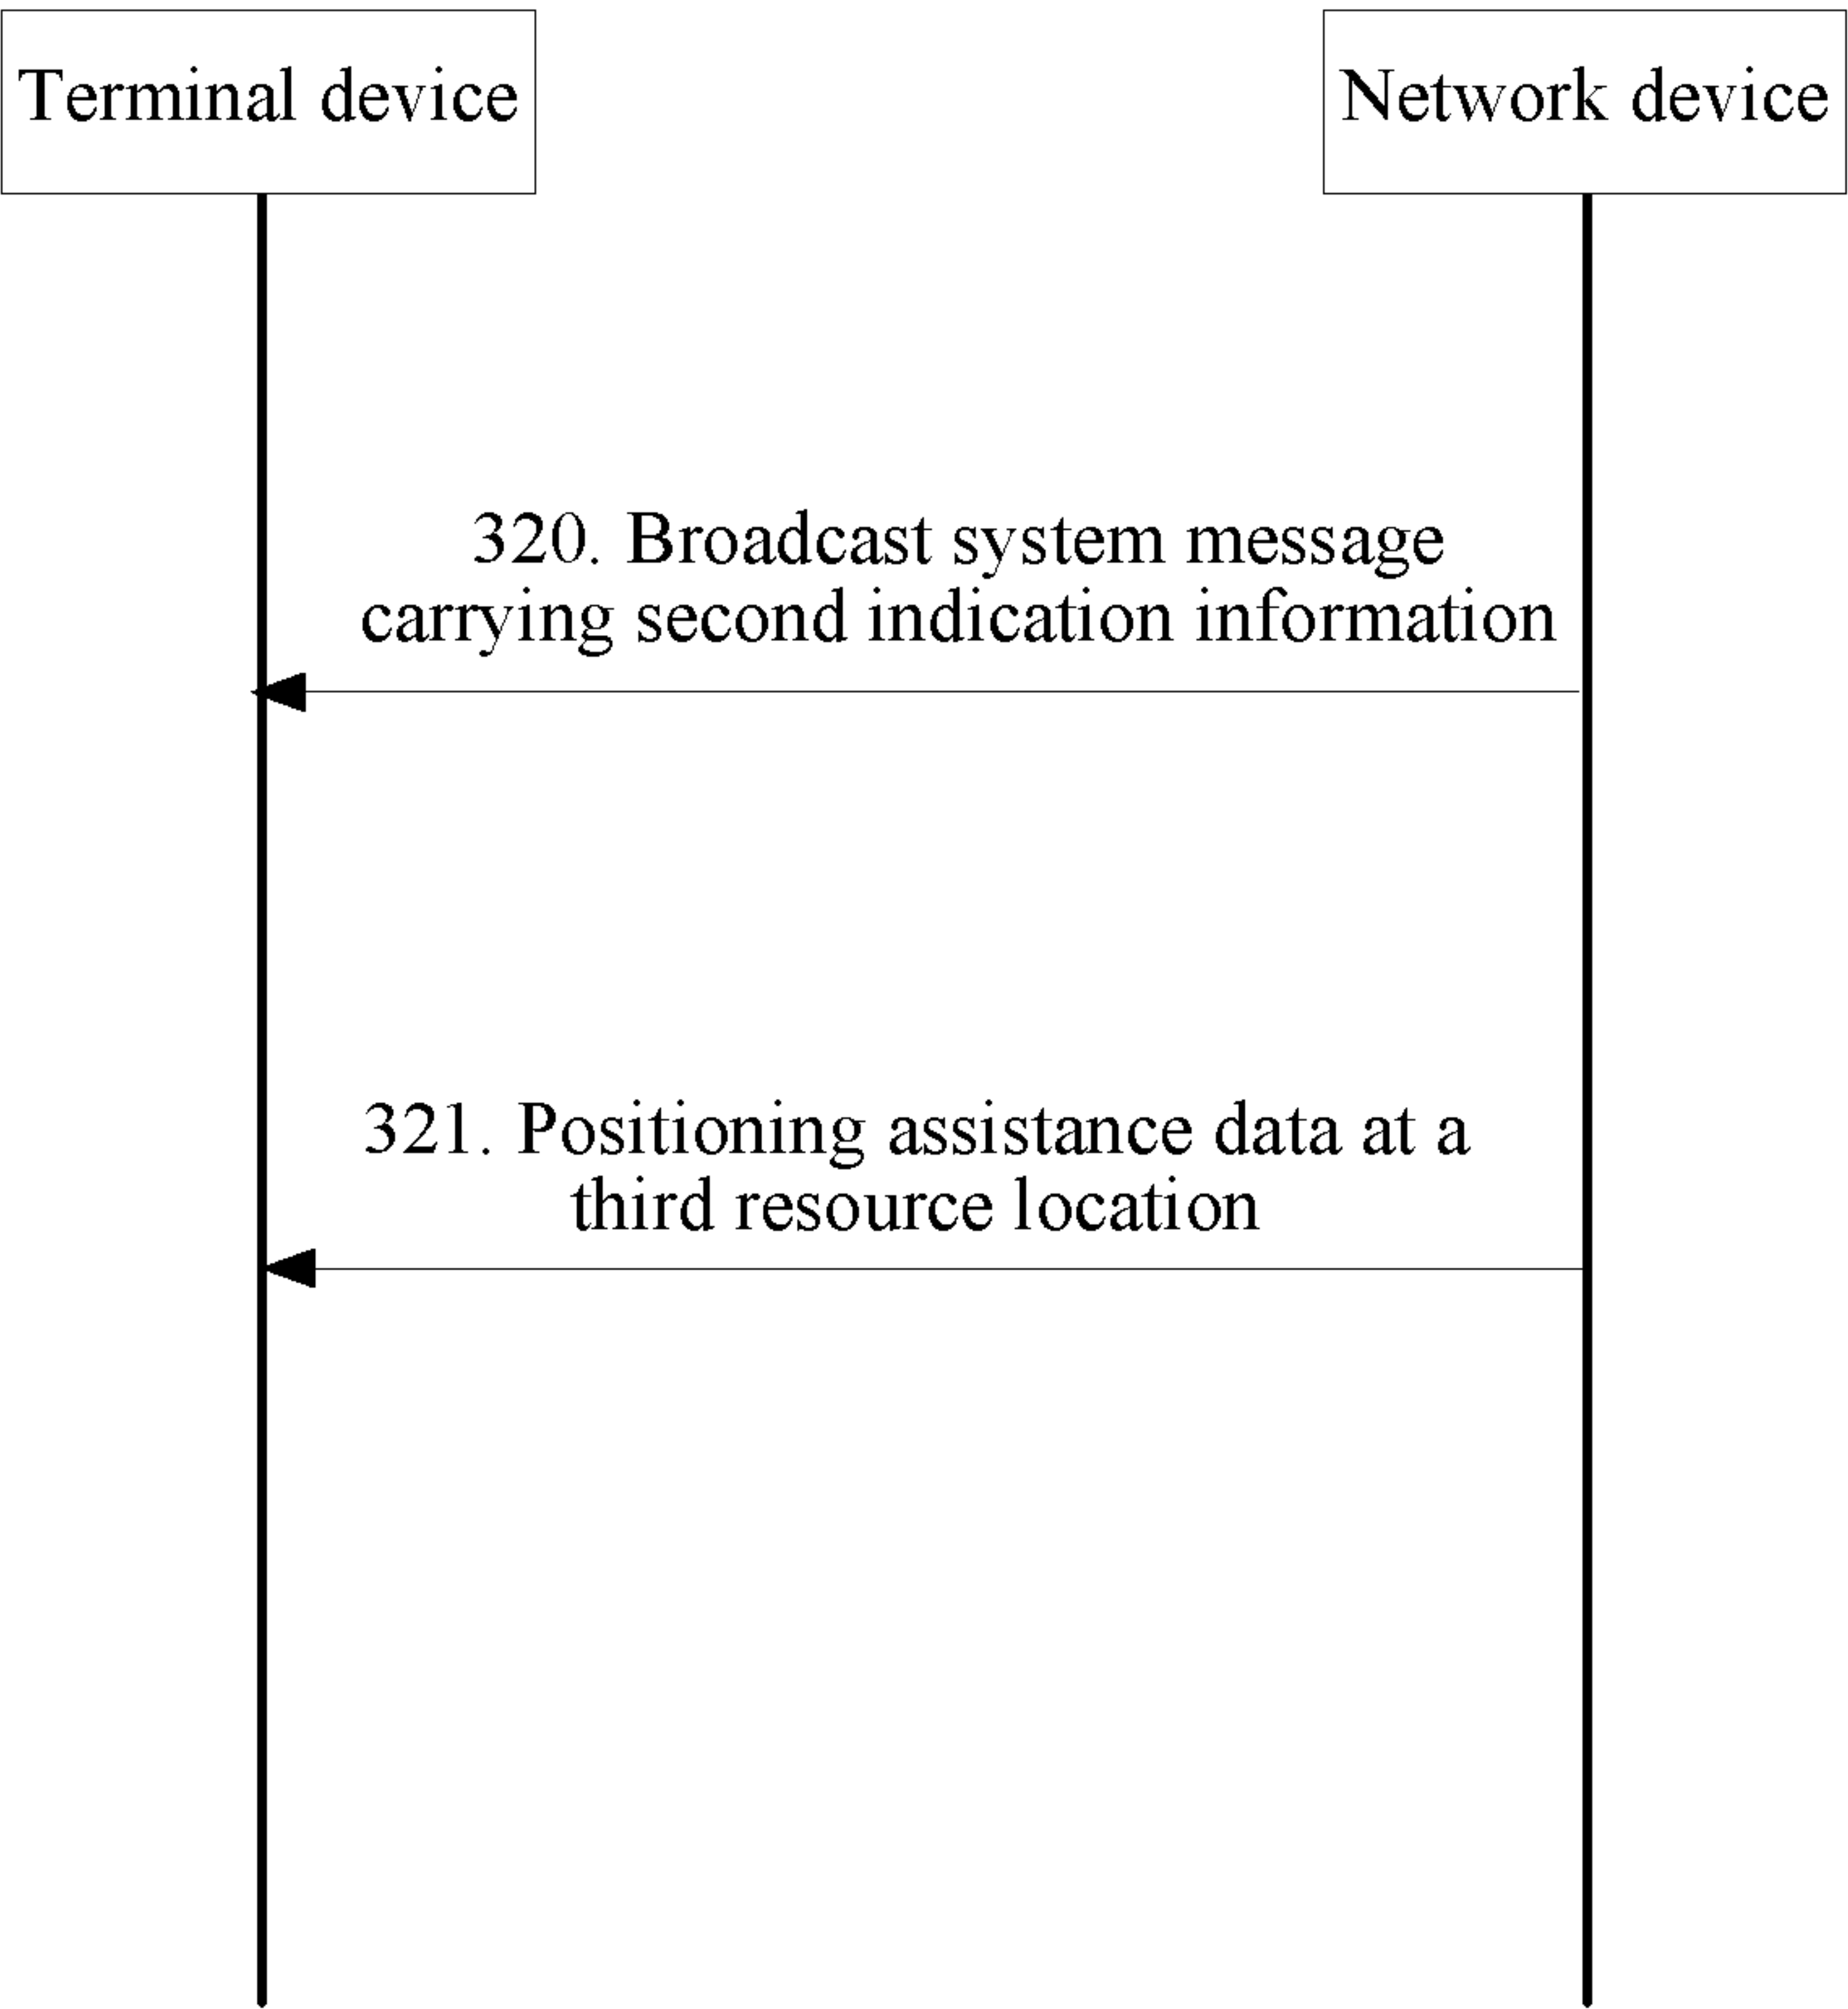 Terminal device
Network device
320. Broadcast system message
carrying second indication information
321. Positioning assistance data at a
third resource location